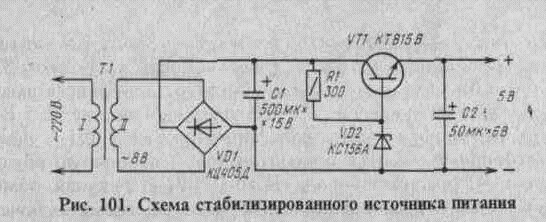 VT1 КТ815В
T1
~220В
I
II
~8В
VD1
КЦ405Д
C1
500МК×
×15В
R1
300
VD2
КС156А
5В
C2
50МК×6В
Рис. 101. Схема стабилизированного источника питания